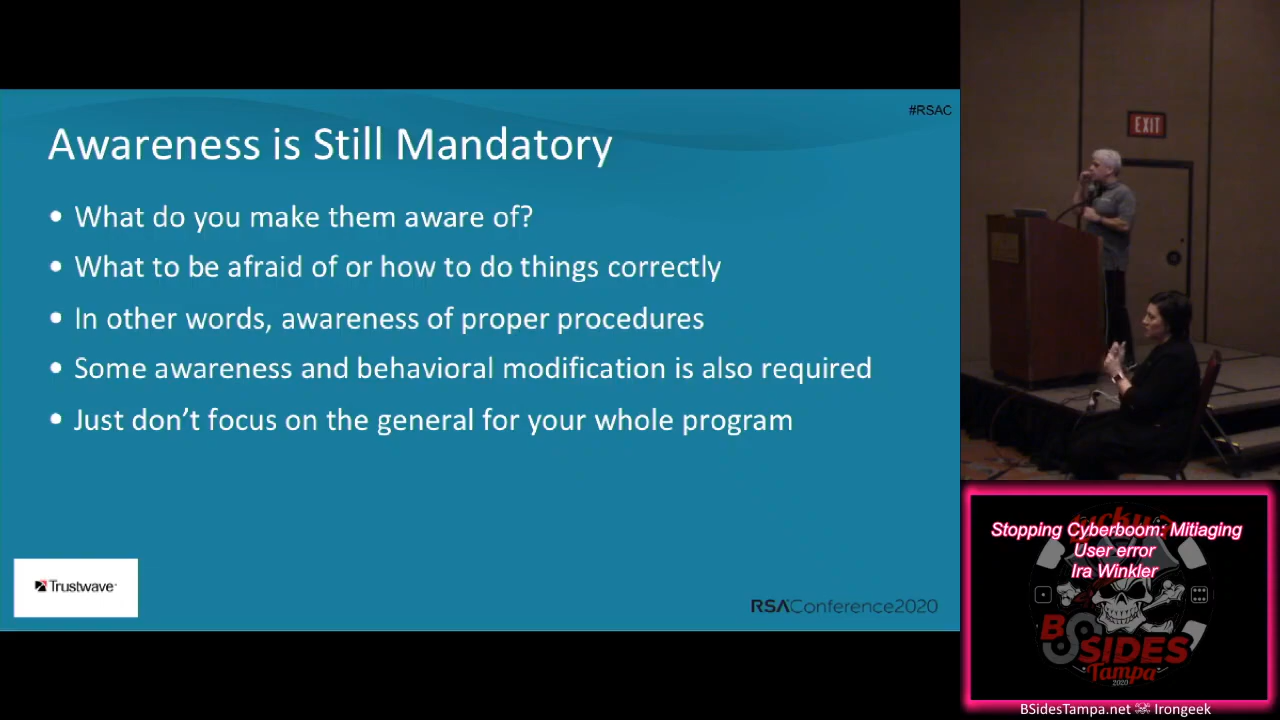 #RSAC
Awareness is Still Mandatory
• What do you make them aware of?
• What to be afraid of or how to do things correctly
• In other words, awareness of proper procedures
• Some awareness and behavioral modification is also required
• Just don’t focus on the general for your whole program
Trustwave
RSAConference2020
EXIT
Stopping Cyberboom: Mitiaging
User error
Ira Winkler
B SIDES
Tampa
2020
BSidesTampa.net Irongeek